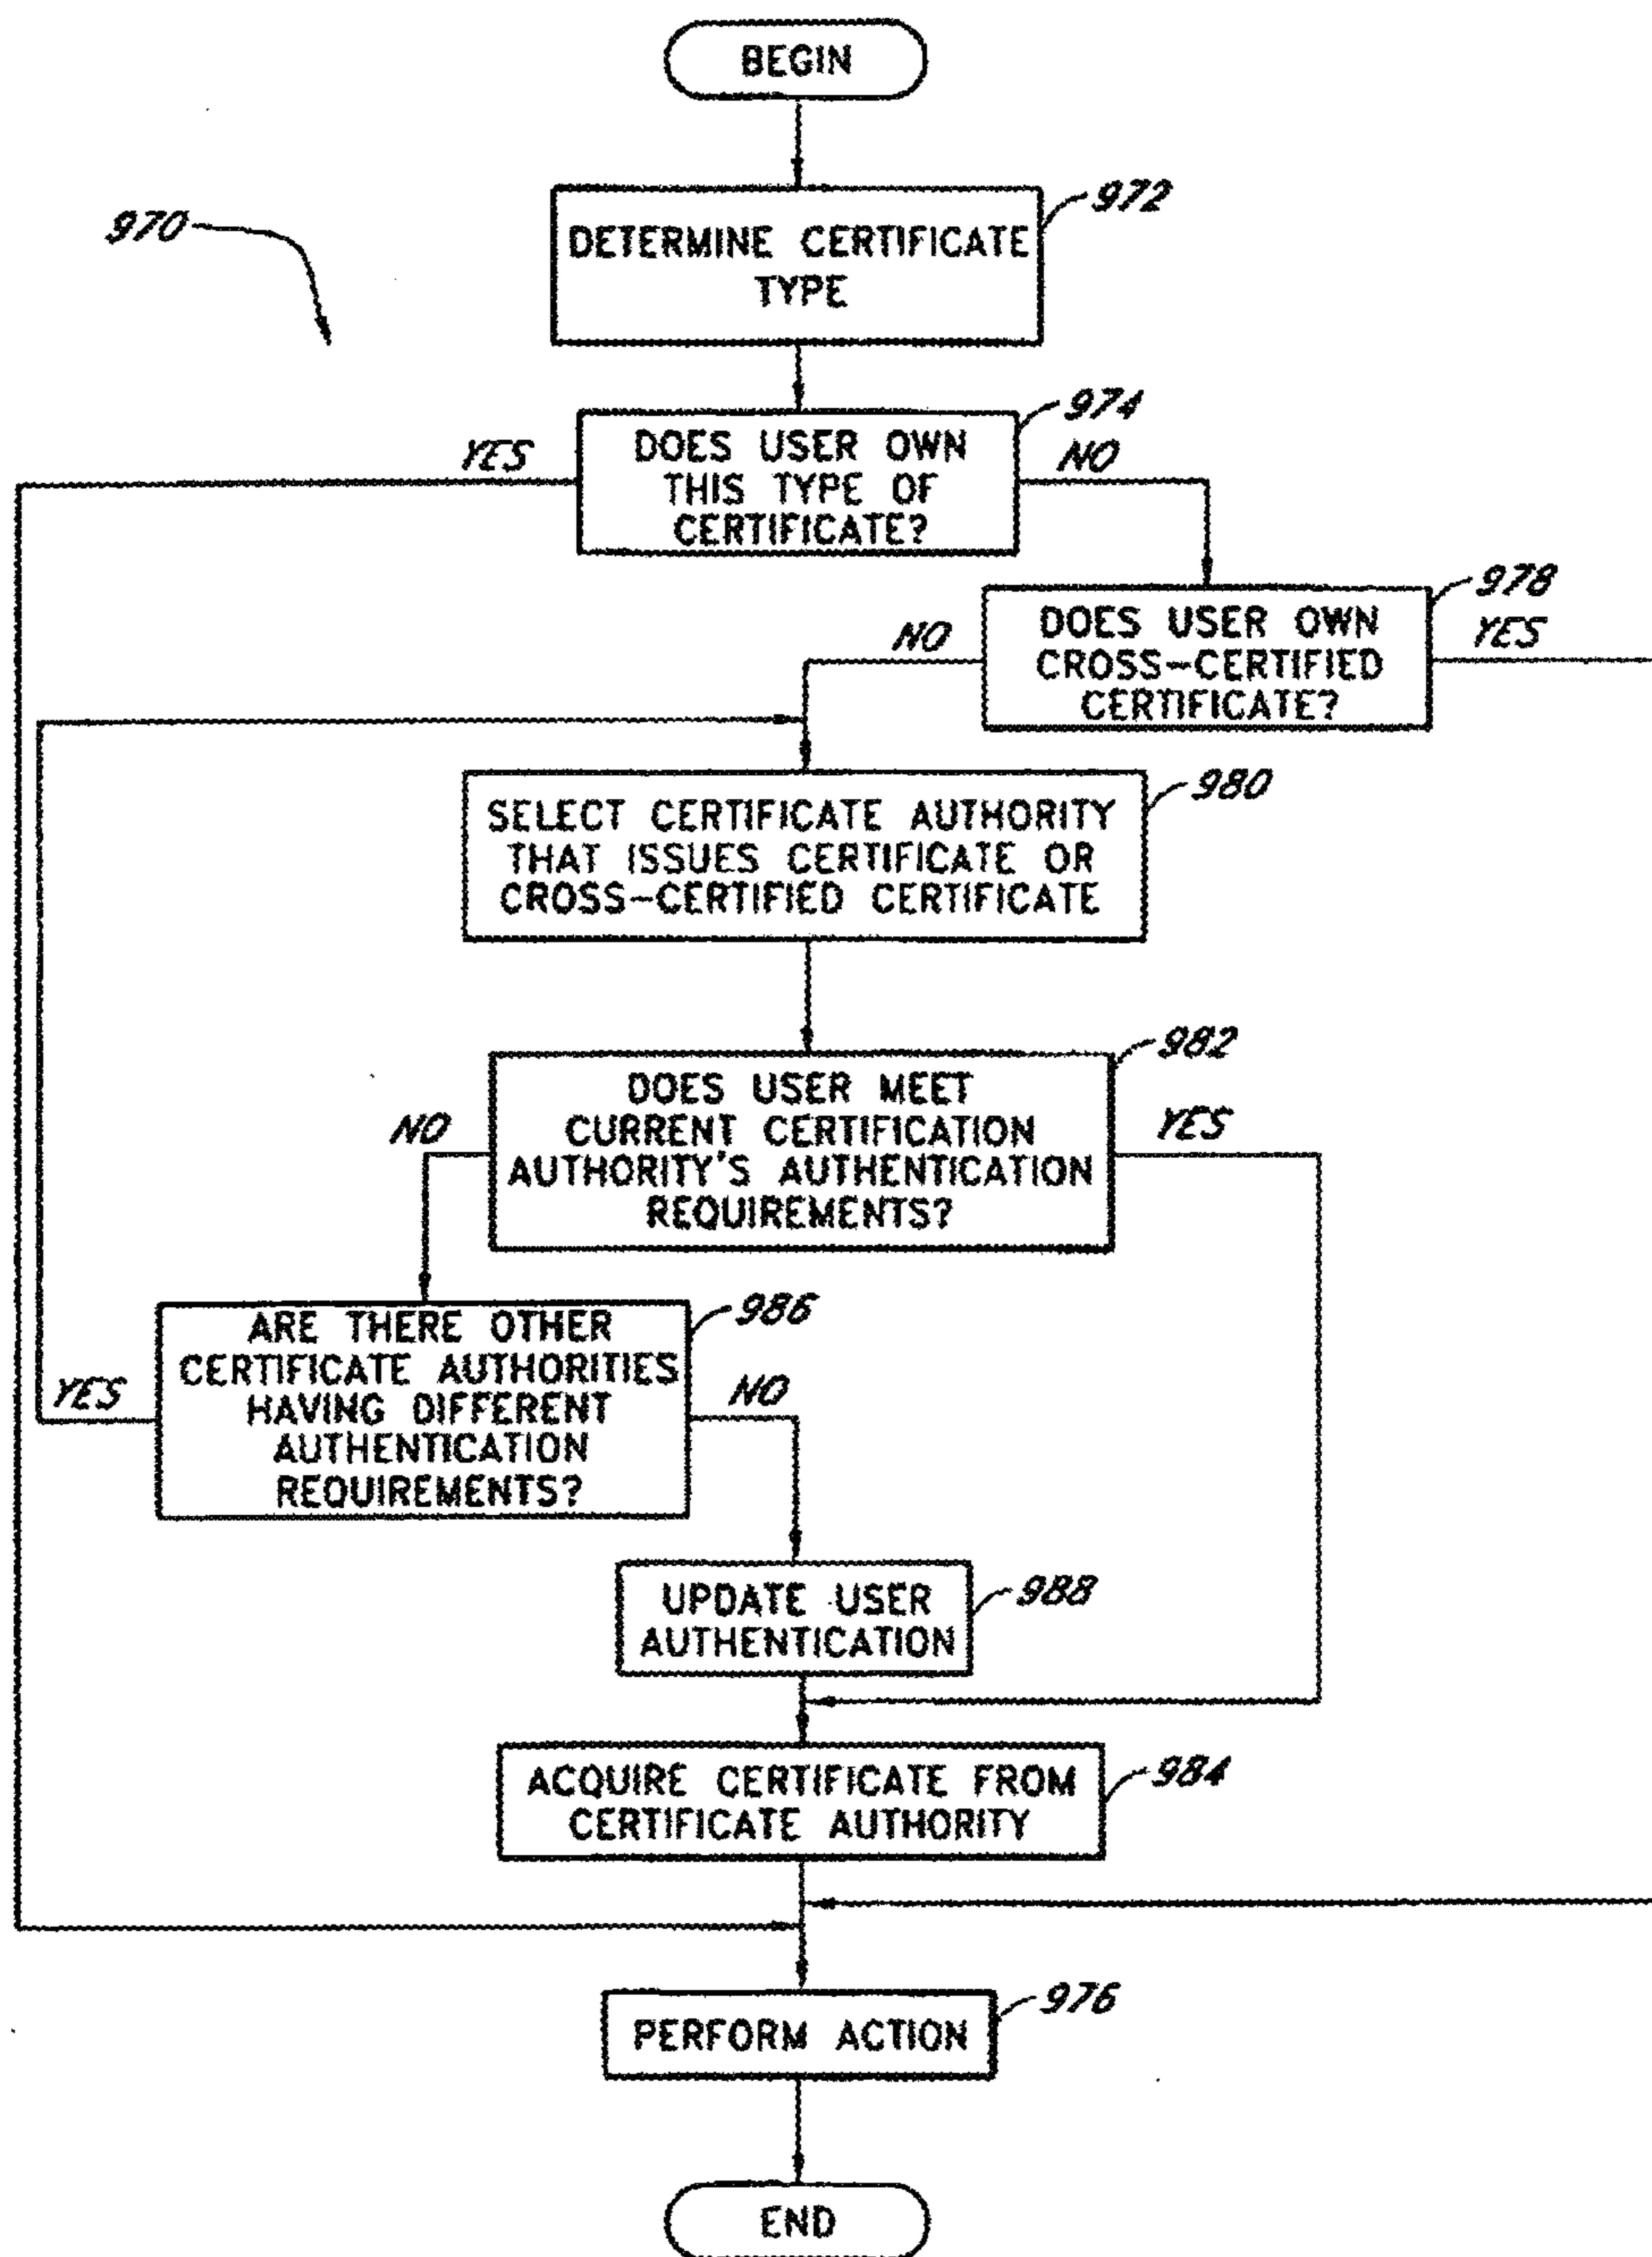 BEGIN
972
970
DETERMINE CERTIFICATE
TYPE
974
YES
DOES USER OWN
THIS TYPE OF
CERTIFICATE?
NO
978
NO
DOES USER OWN
CROSS-CERTIFIED
CERTIFICATE?
YES
980
SELECT CERTIFICATE AUTHORITY
THAT ISSUES CERTIFICATE OR
CROSS-CERTIFIED CERTIFICATE
982
NO
DOES USER MEET
CURRENT CERTIFICATION
AUTHORITY'S AUTHENTICATION
REQUIREMENTS?
YES
986
YES
ARE THERE OTHER
CERTIFICATE AUTHORITIES
HAVING DIFFERENT
AUTHENTICATION
REQUIREMENTS?
NO
988
UPDATE USER
AUTHENTICATION
984
ACQUIRE CERTIFICATE FROM
CERTIFICATE AUTHORITY
976
PERFORM ACTION
END